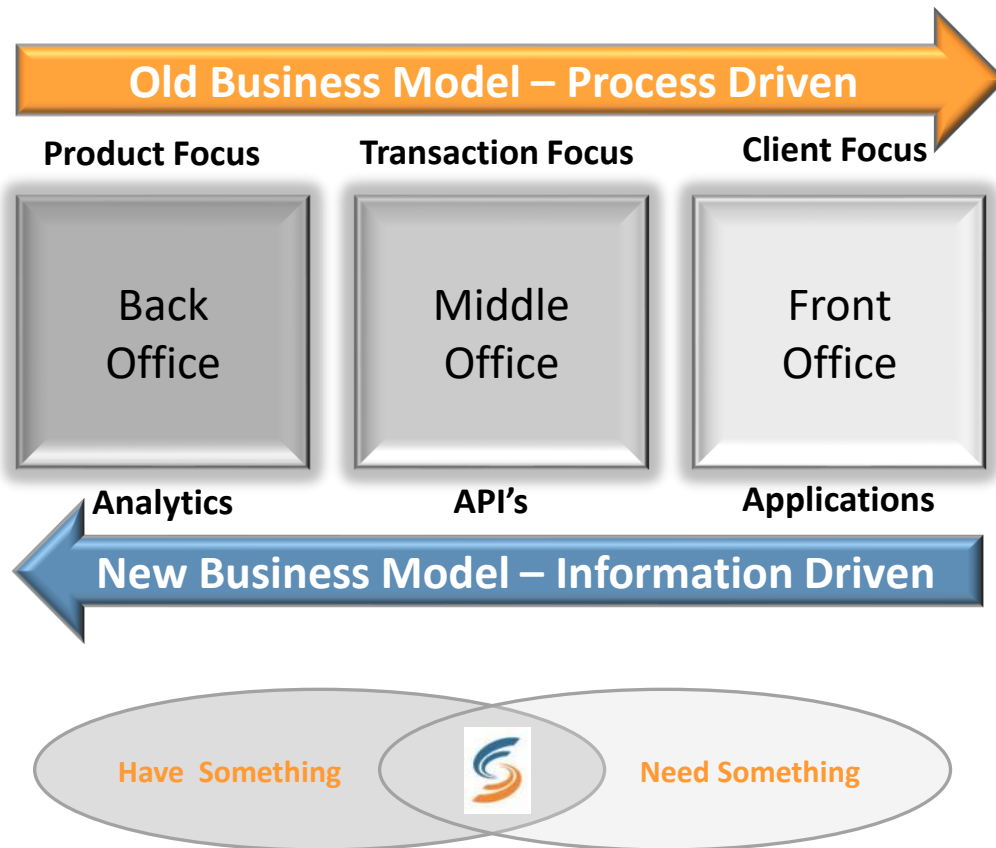 Old Business Model – Process Driven
Product Focus
Transaction Focus
Client Focus
Back
Office
Middle
Office
Front
Office
Analytics
API's
Applications
New Business Model – Information Driven
Have  Something
Need Something